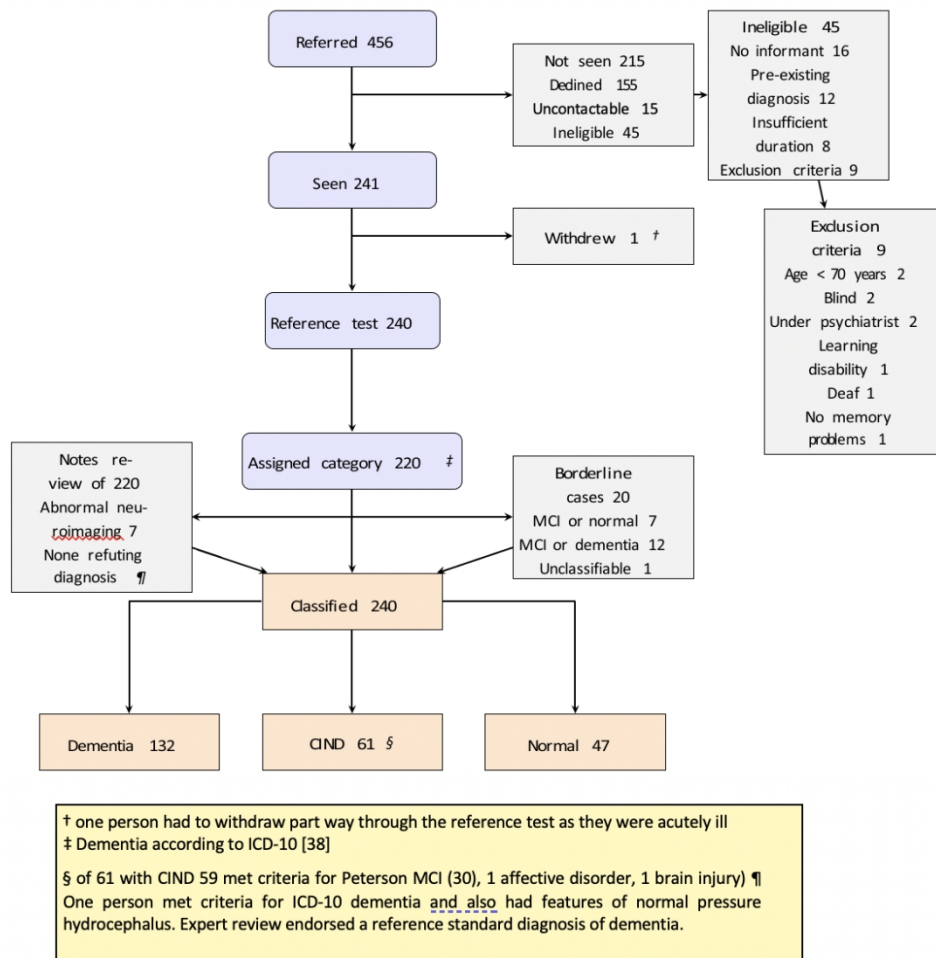 Referred 456
Not seen 215
Dedined 155
Uncontactable 15
Ineligible 45
Ineligible 45
No informant 16
Pre-existing
diagnosis 12
Insufficient
duration 8
Exclusion criteria 9
Seen 241
Exclusion
criteria 9
Age < 70 years 2
Blind 2
Under psychiatrist 2
Learning
disability 1
Deaf 1
No memory
problems 1
Withdrew 1 †
Reference test 240
Assigned category 220 ‡
Notes re-
view of 220
Abnormal neu-
roimaging 7
None refuting
diagnosis ¶
Borderline
cases 20
MCI or normal 7
MCI or dementia 12
Unclassifiable 1
Classified 240
Dementia 132
CIND 61 §
Normal 47
† one person had to withdraw part way through the reference test as they were acutely ill
‡ Dementia according to ICD-10 [38]
§ of 61 with CIND 59 met criteria for Peterson MCI (30), 1 affective disorder, 1 brain injury) ¶
One person met criteria for ICD-10 dementia and also had features of normal pressure
hydrocephalus. Expert review endorsed a reference standard diagnosis of dementia.